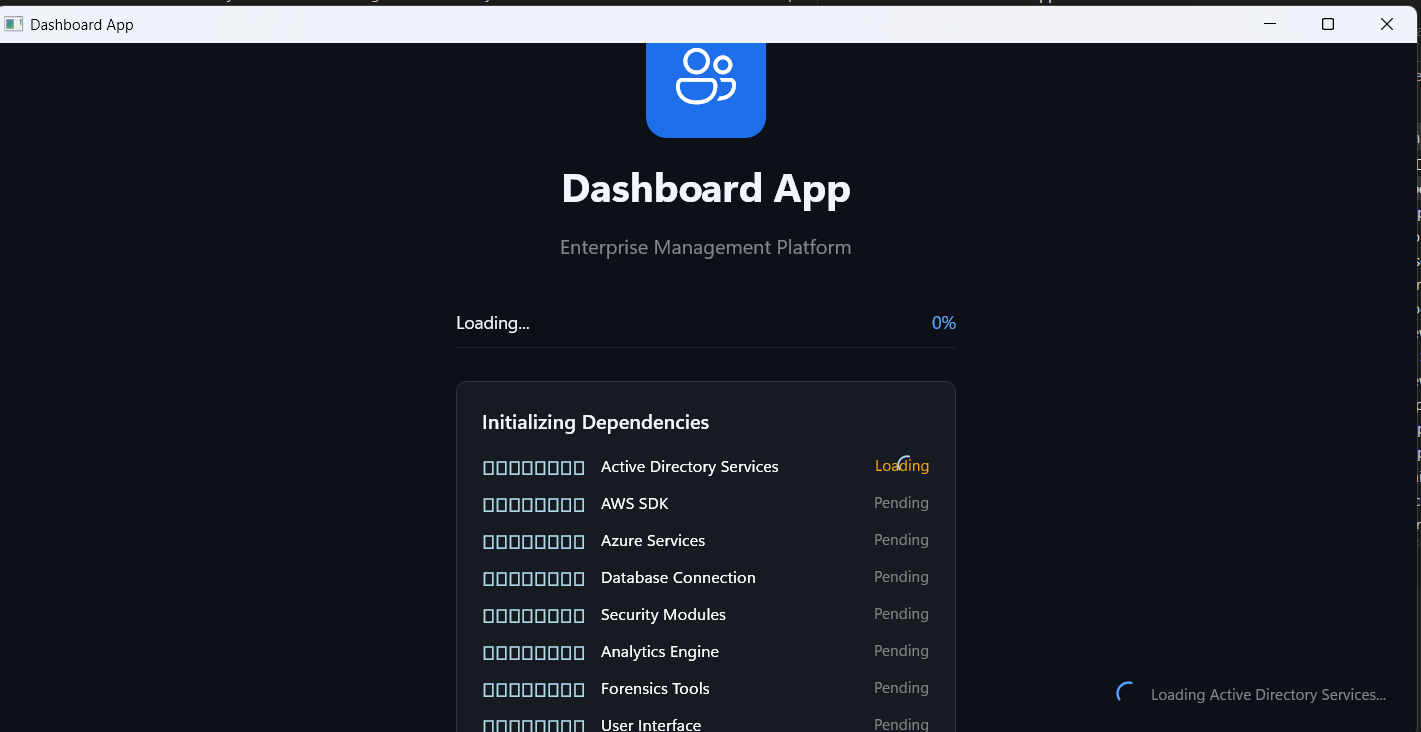 Dashboard App
Dashboard App
Enterprise Management Platform
Loading... 0%
Initializing Dependencies
Active Directory Services Loading
AWS SDK Pending
Azure Services Pending
Database Connection Pending
Security Modules Pending
Analytics Engine Pending
Forensics Tools Pending
User Interface Pending
Loading Active Directory Services...